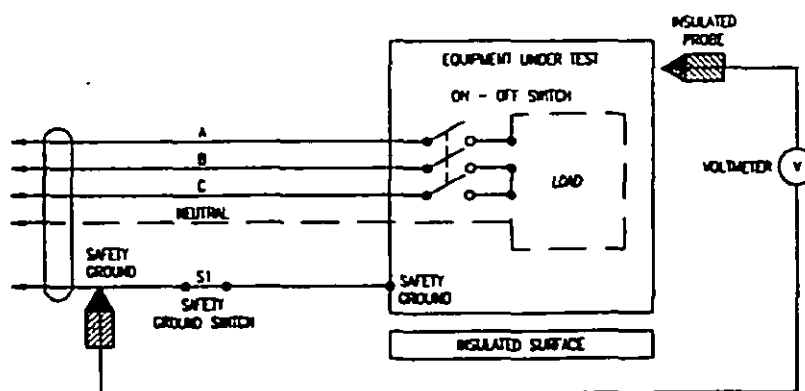 INSULATED
PROBE
EQUIPMENT UNDER TEST
ON - OFF SWITCH
A
B
C
LOAD
VOLTMETER
V
NEUTRAL
SAFETY
GROUND
S1
SAFETY
GROUND SWITCH
SAFETY
GROUND
INSULATED SURFACE